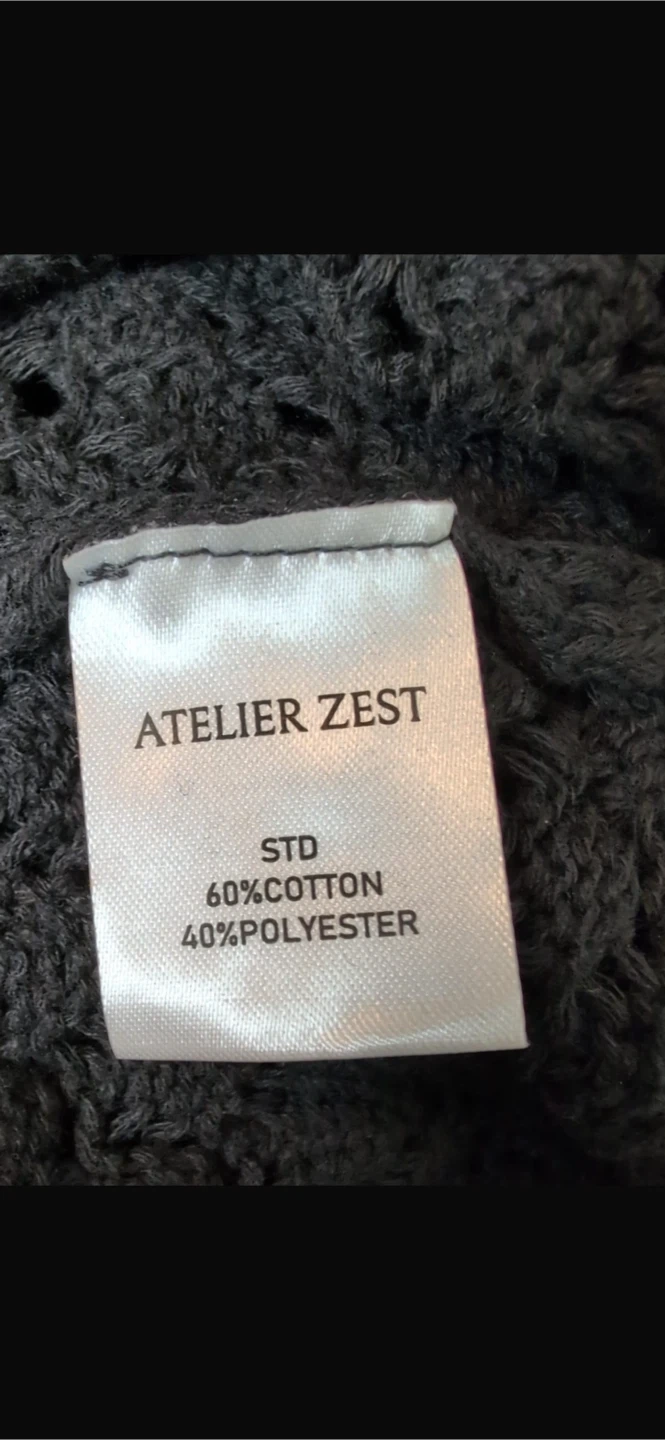 ATELIER ZEST
STD
60%COTTON
40%POLYESTER